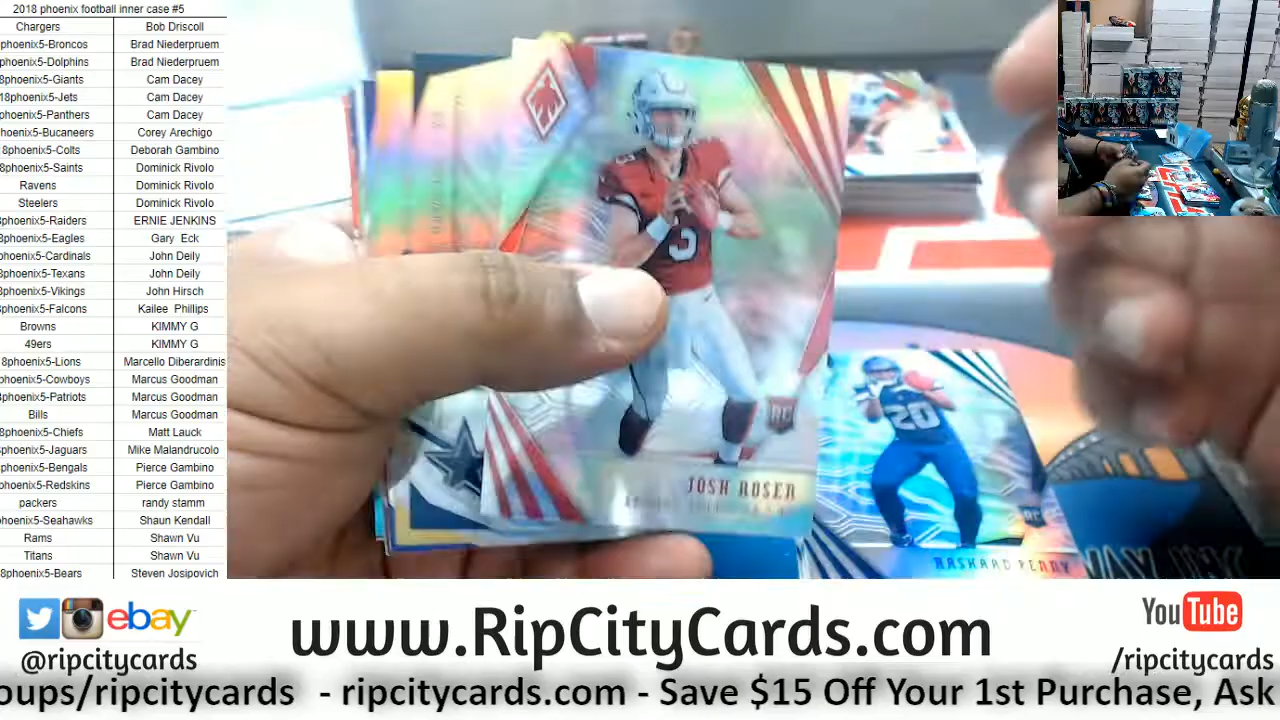 2018 phoenix football inner case #5
Chargers Bob Driscoll
phoenix5-Broncos Brad Niederpruem
phoenix5-Dolphins Brad Niederpruem
8phoenix5-Giants Cam Dacey
18phoenix5-Jets Cam Dacey
phoenix5-Panthers Cam Dacey
phoenix5-Bucaneers Corey Arechigo
8phoenix5-Colts Deborah Gambino
8phoenix5-Saints Dominick Rivolo
Ravens Dominick Rivolo
Steelers Dominick Rivolo
phoenix5-Raiders ERNIE JENKINS
8phoenix5-Eagles Gary Eck
phoenix5-Cardinals John Deily
8phoenix5-Texans John Deily
8phoenix5-Vikings John Hirsch
phoenix5-Falcons Kailee Phillips
Browns KIMMY G
49ers KIMMY G
8phoenix5-Lions Marcello Diberardinis
phoenix5-Cowboys Marcus Goodman
phoenix5-Patriots Marcus Goodman
Bills Marcus Goodman
8phoenix5-Chiefs Matt Lauck
phoenix5-Jaguars Mike Malandrucolo
phoenix5-Bengals Pierce Gambino
phoenix5-Redskins Pierce Gambino
packers randy stamm
phoenix5-Seahawks Shaun Kendall
Rams Shawn Vu
Titans Shawn Vu
8phoenix5-Bears Steven Josipovich
3
3
RC
JOSH ROSEN
20
RC
RASHAAD PENNY
ebay
@ripcitycards
www.RipCityCards.com
YouTube
/ripcitycards
oups/ripcitycards - ripcitycards.com - Save $15 Off Your 1st Purchase, Ask